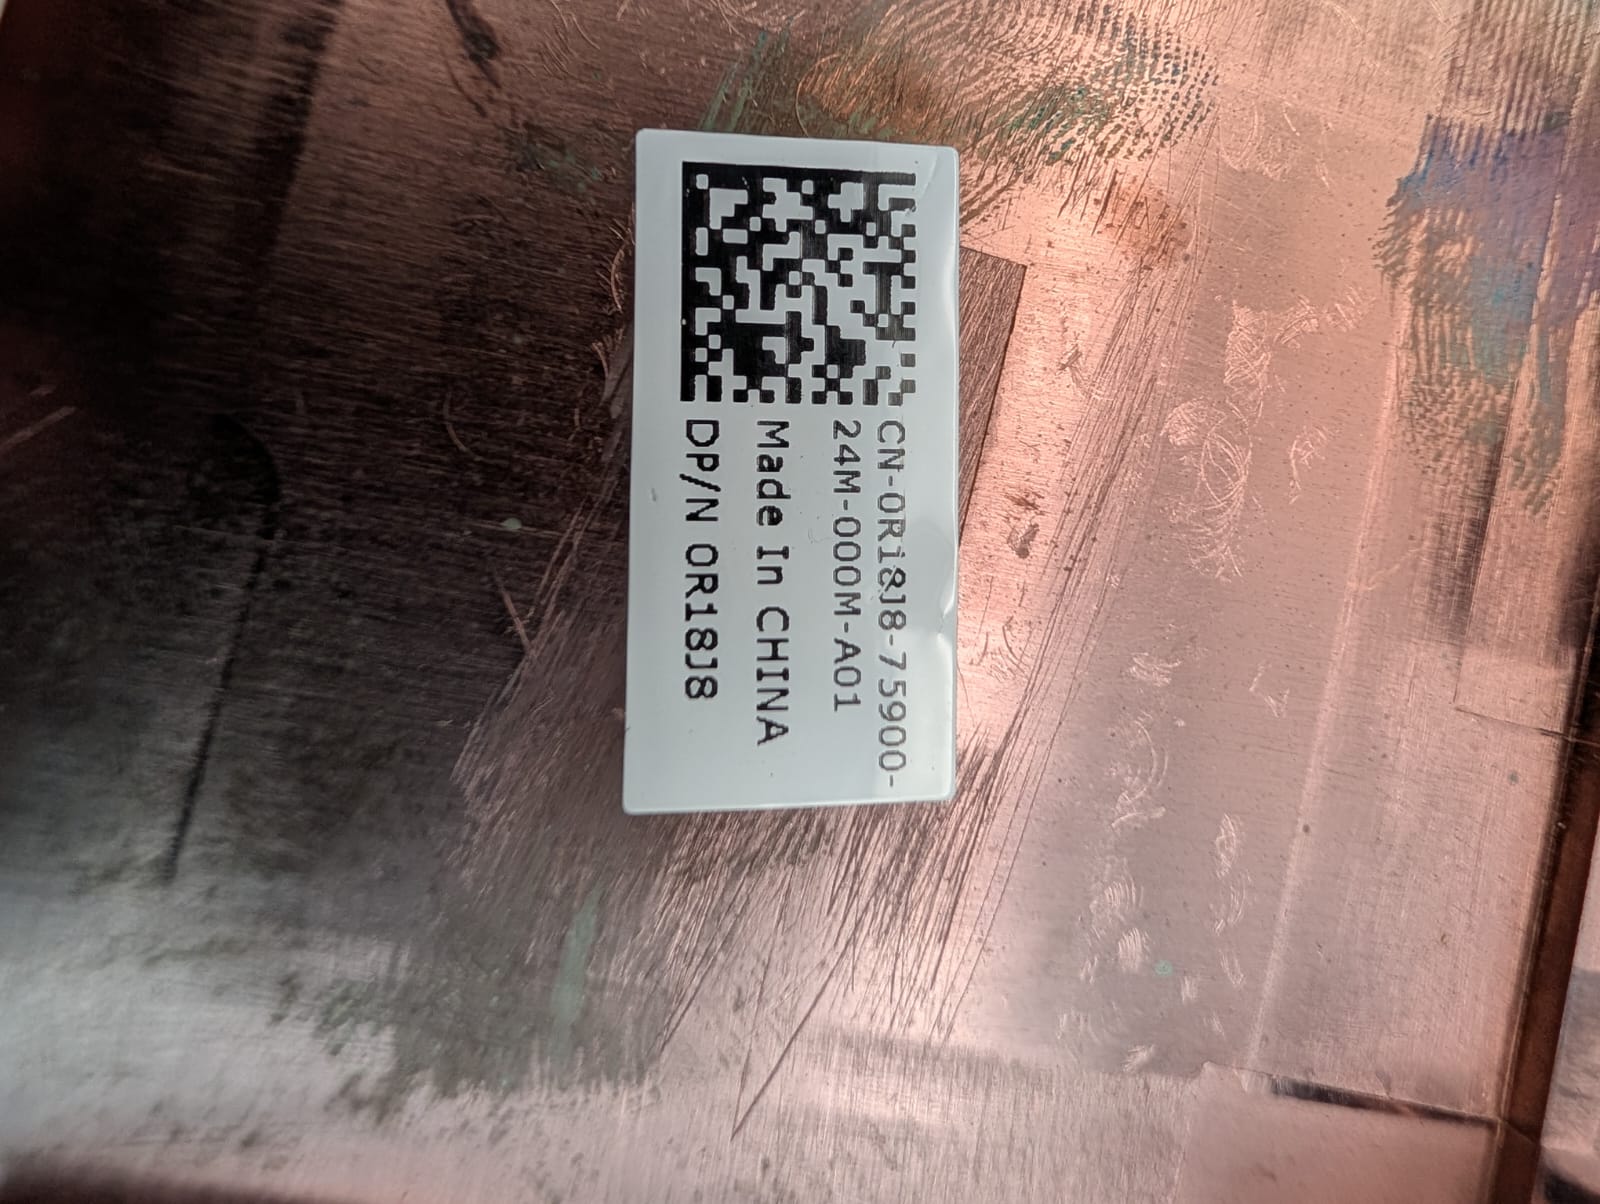 CN-0R18J8-75900-
24M-000M-A01
Made In CHINA
DP/N 0R18J8